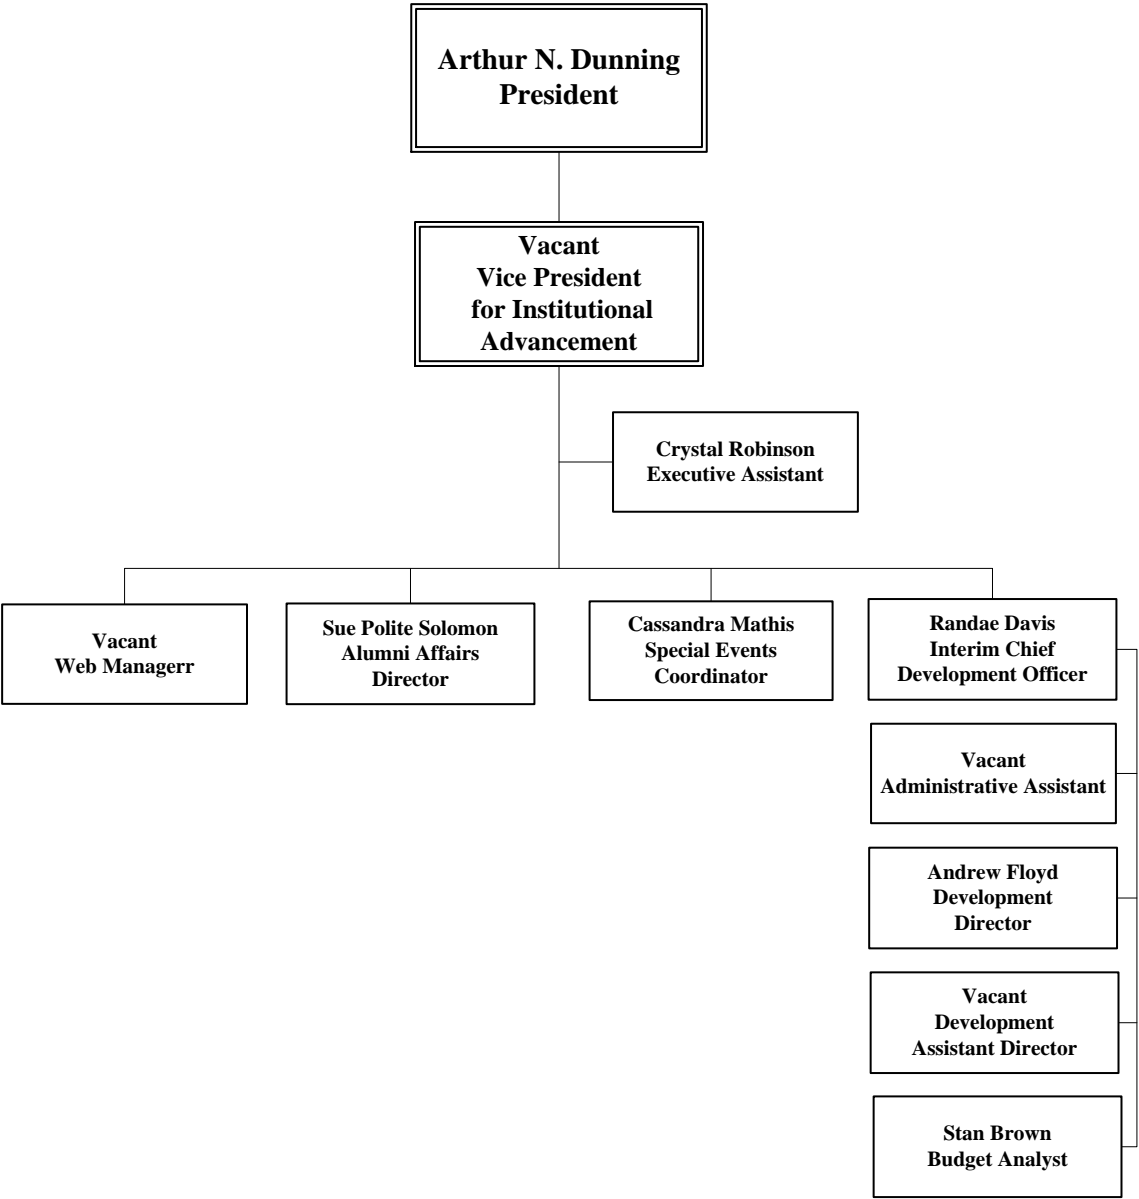 Arthur N. Dunning
President
Vacant
Vice President
for Institutional
Advancement
Crystal Robinson
Executive Assistant
Vacant
Web Managerr
Sue Polite Solomon
Alumni Affairs
Director
Cassandra Mathis
Special Events
Coordinator
Randae Davis
Interim Chief
Development Officer
Vacant
Administrative Assistant
Andrew Floyd
Development
Director
Vacant
Development
Assistant Director
Stan Brown
Budget Analyst